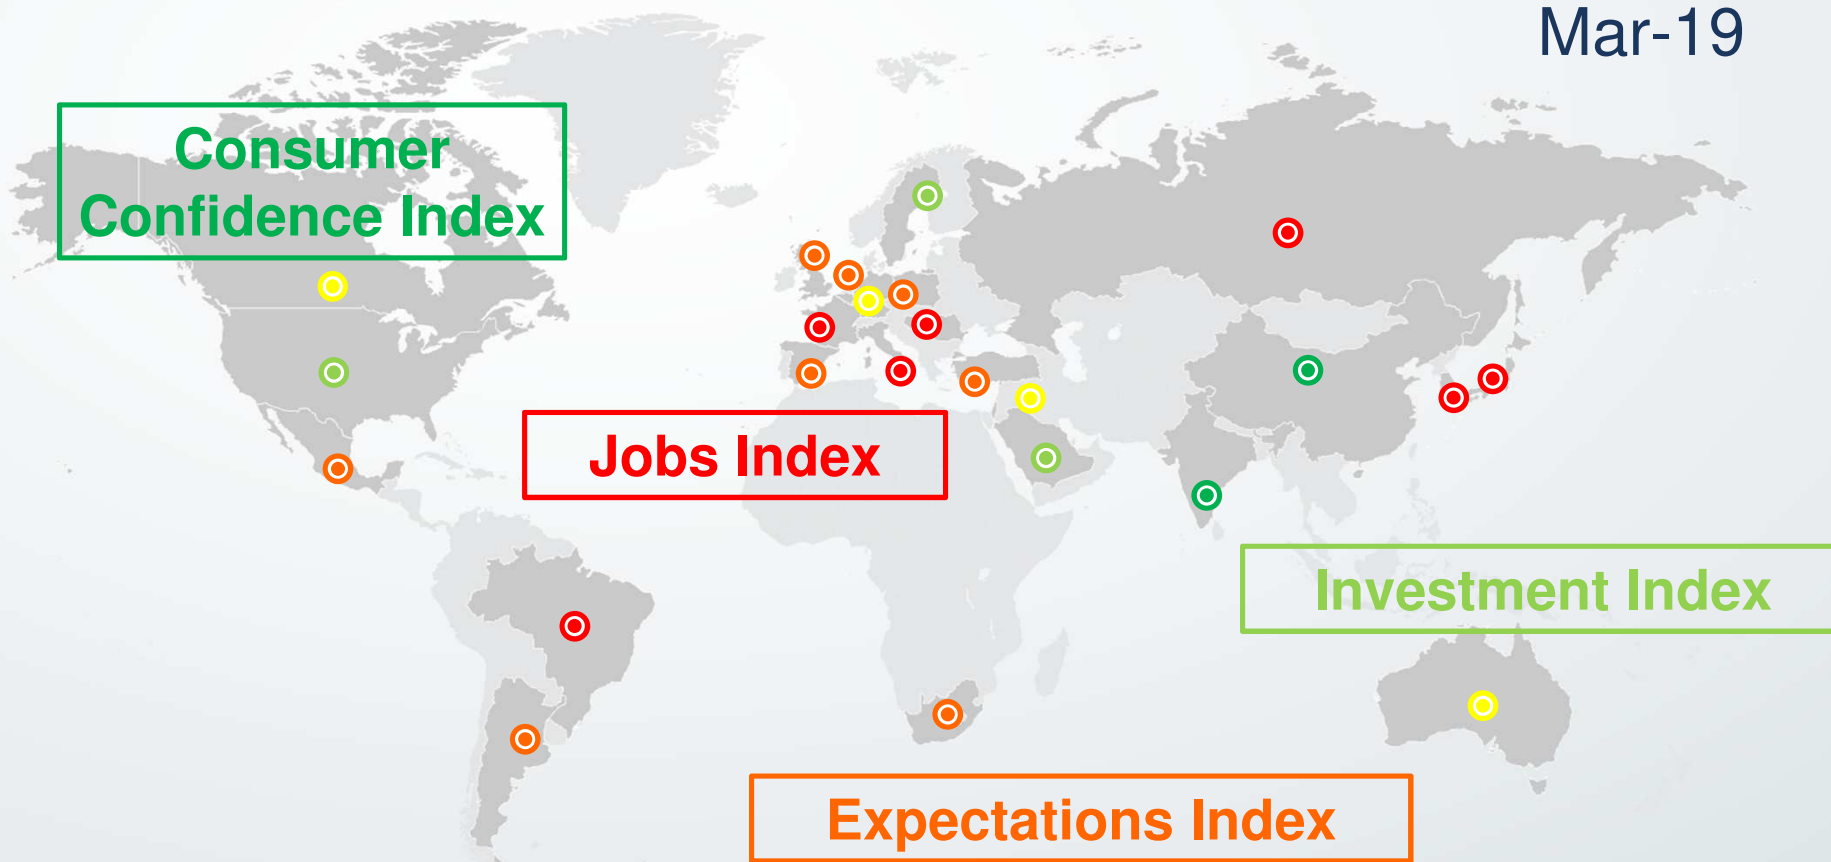 Mar-19
Consumer
Confidence Index
Jobs Index
Investment Index
Expectations Index